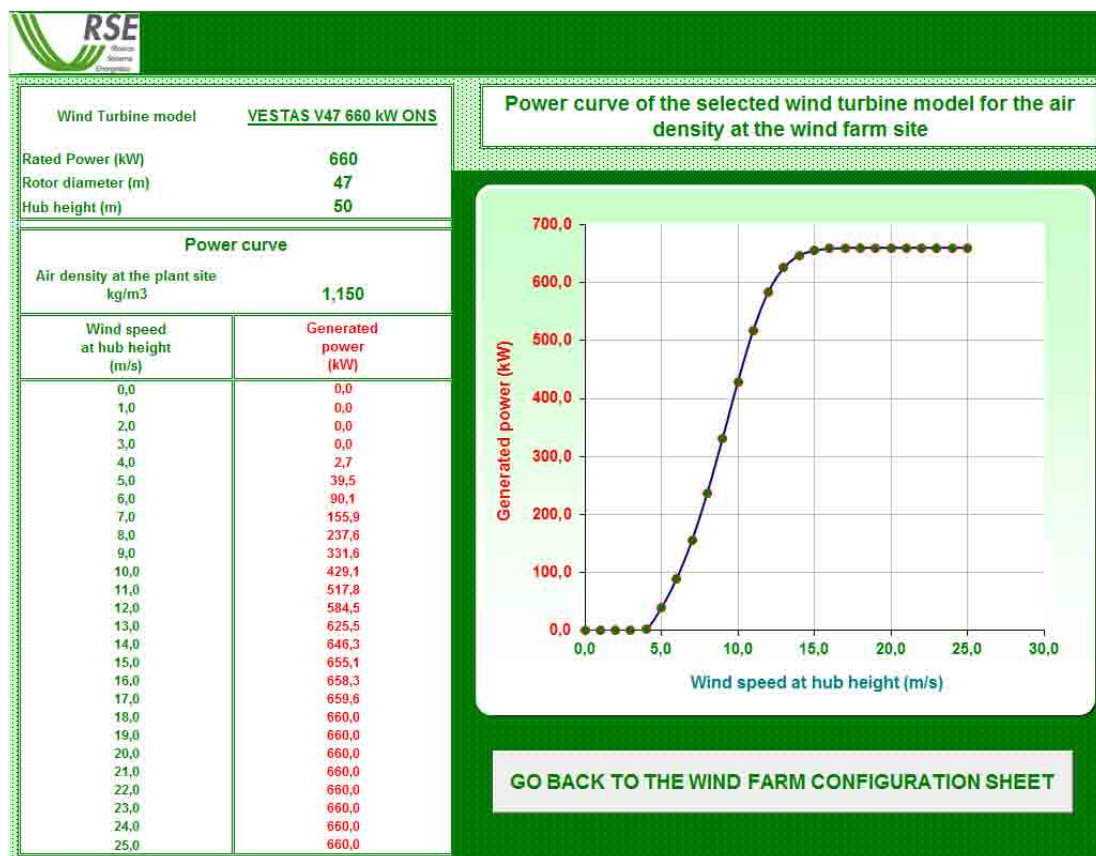 RSE
Ricerca
Sistema
Energetico
Wind Turbine model VESTAS V47 660 kW ONS
Rated Power (kW) 660
Rotor diameter (m) 47
Hub height (m) 50
Power curve
Air density at the plant site
kg/m3 1,150
Wind speed
at hub height
(m/s)
Generated
power
(kW)
0,0 0,0
1,0 0,0
2,0 0,0
3,0 0,0
4,0 2,7
5,0 39,5
6,0 90,1
7,0 155,9
8,0 237,6
9,0 331,6
10,0 429,1
11,0 517,8
12,0 584,5
13,0 625,5
14,0 646,3
15,0 655,1
16,0 658,3
17,0 659,6
18,0 660,0
19,0 660,0
20,0 660,0
21,0 660,0
22,0 660,0
23,0 660,0
24,0 660,0
25,0 660,0
Power curve of the selected wind turbine model for the air
density at the wind farm site
Generated power (kW)
700,0
600,0
500,0
400,0
300,0
200,0
100,0
0,0
0,0 5,0 10,0 15,0 20,0 25,0 30,0
Wind speed at hub height (m/s)
GO BACK TO THE WIND FARM CONFIGURATION SHEET